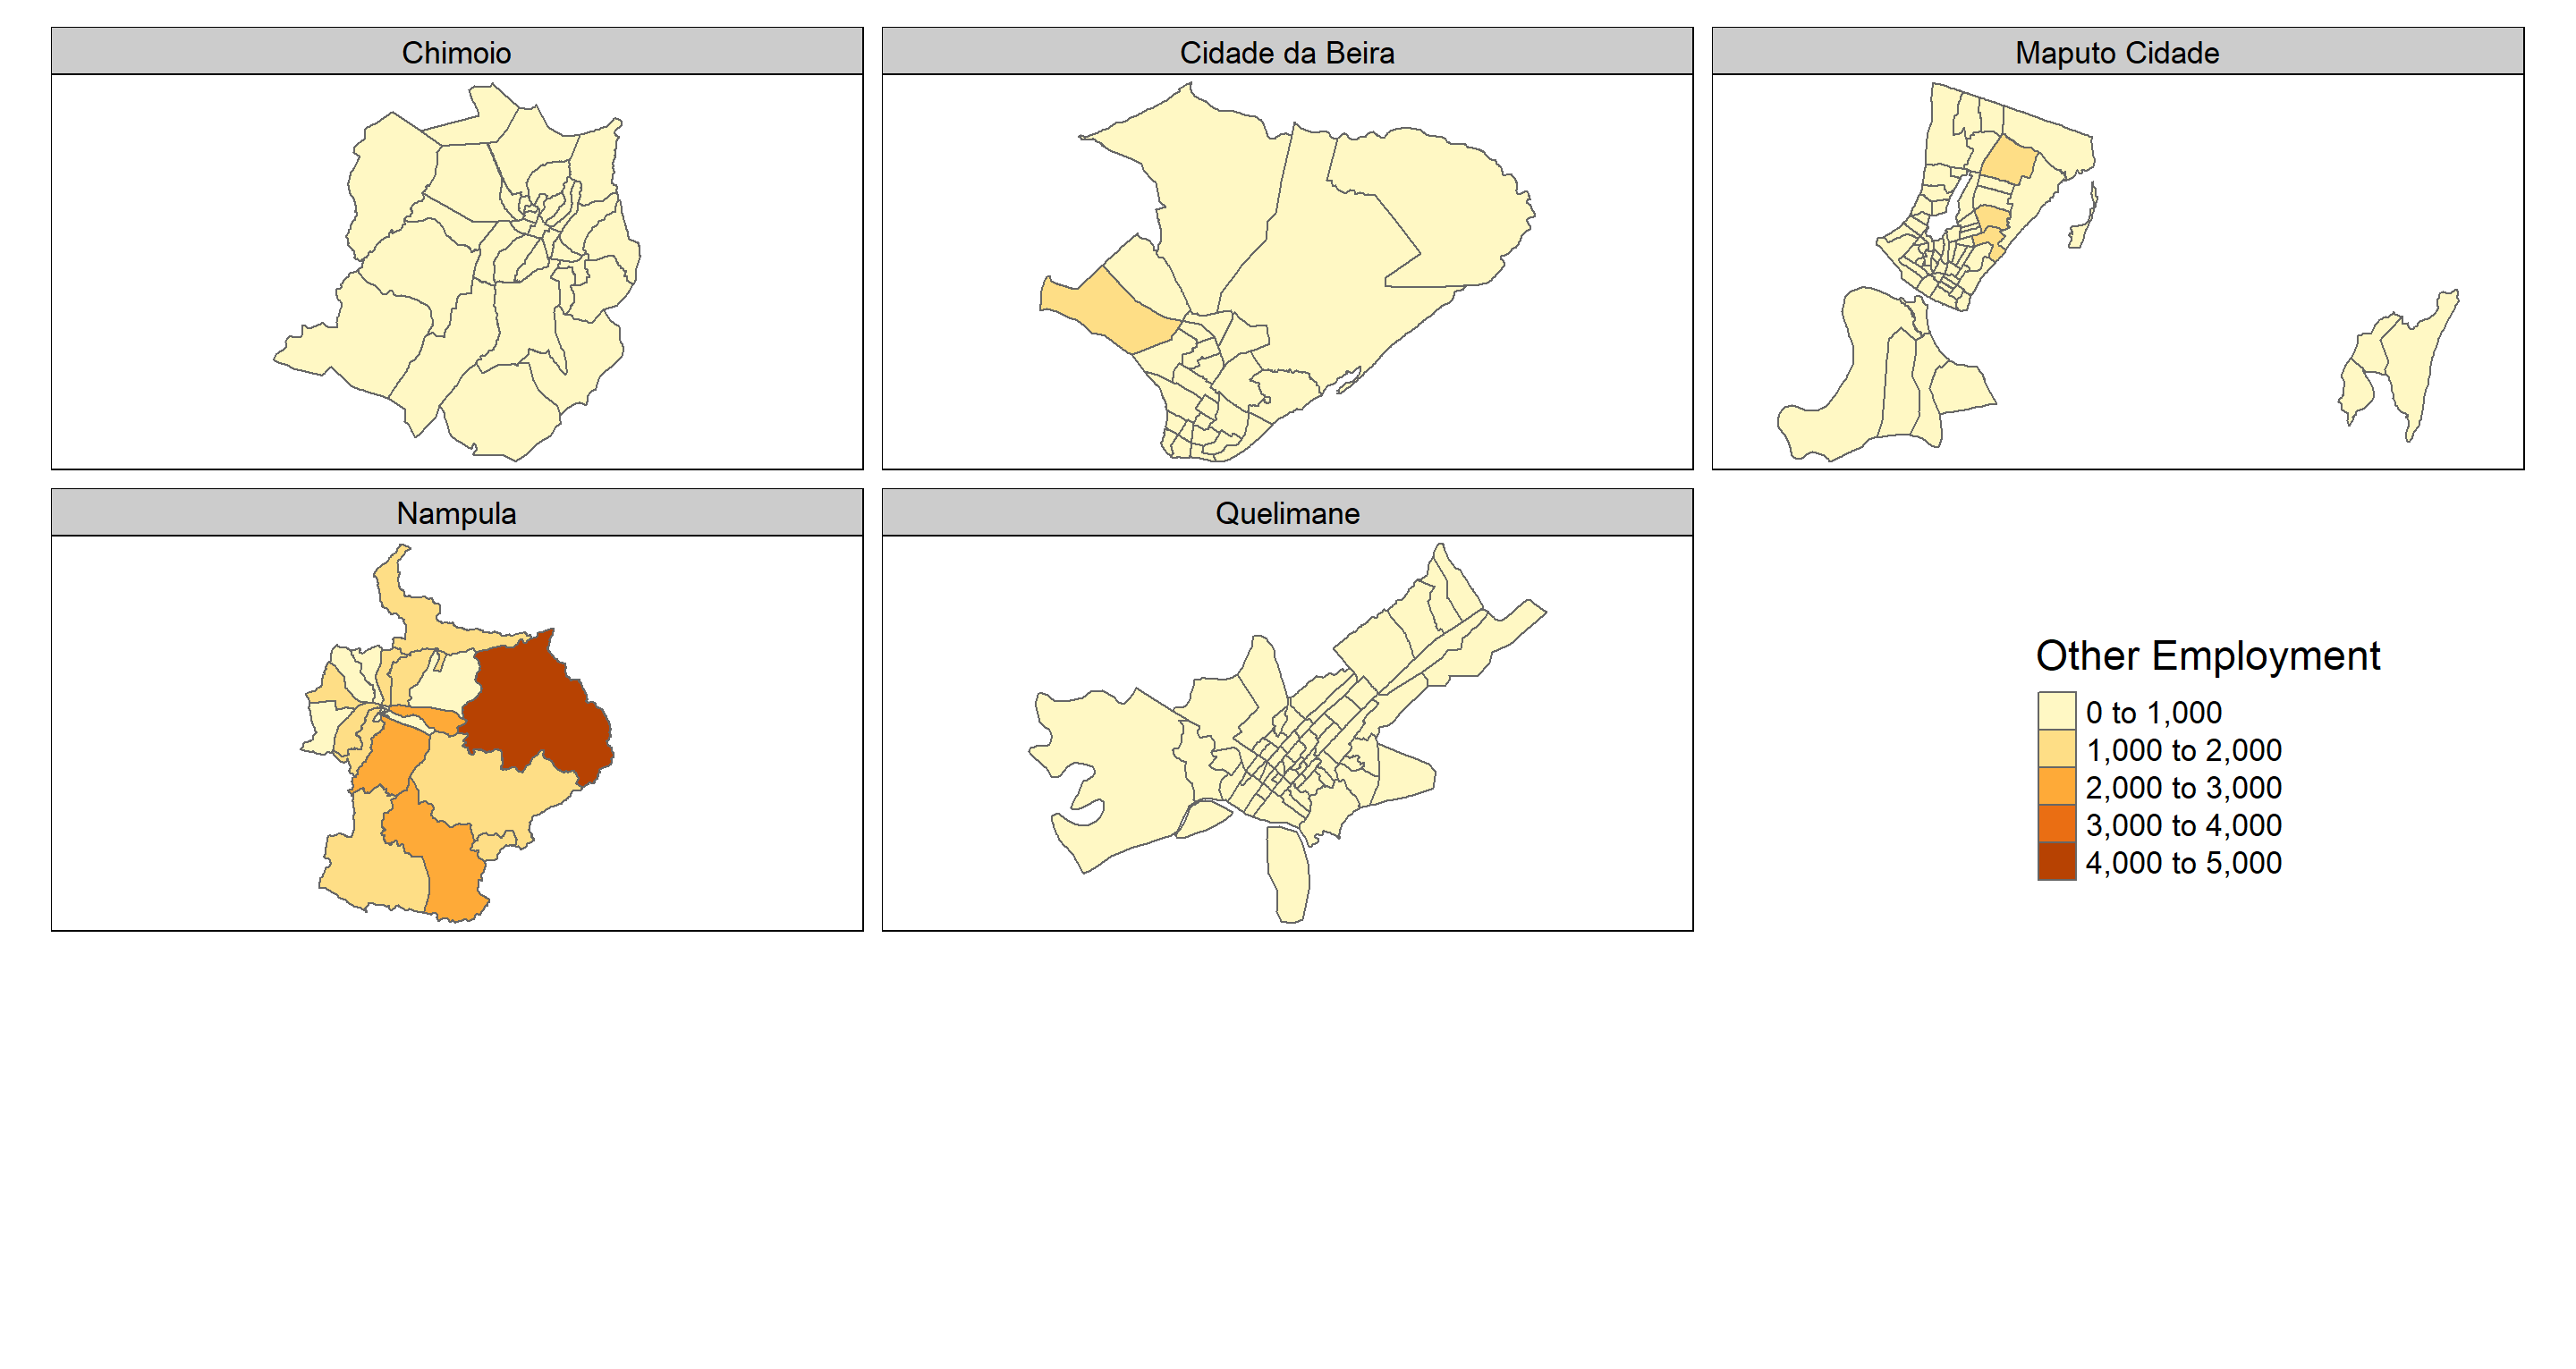 Chimoio
Cidade da Beira
Maputo Cidade
Nampula
Quelimane
Other Employment
0 to 1,000
1,000 to 2,000
2,000 to 3,000
3,000 to 4,000
4,000 to 5,000